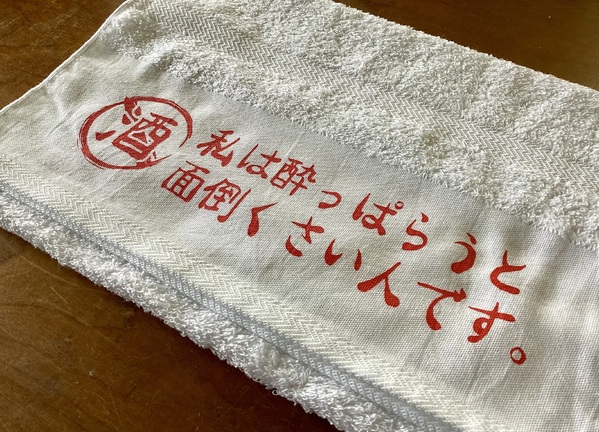 酒
私は酔っぱらうと
面倒くさい人です。